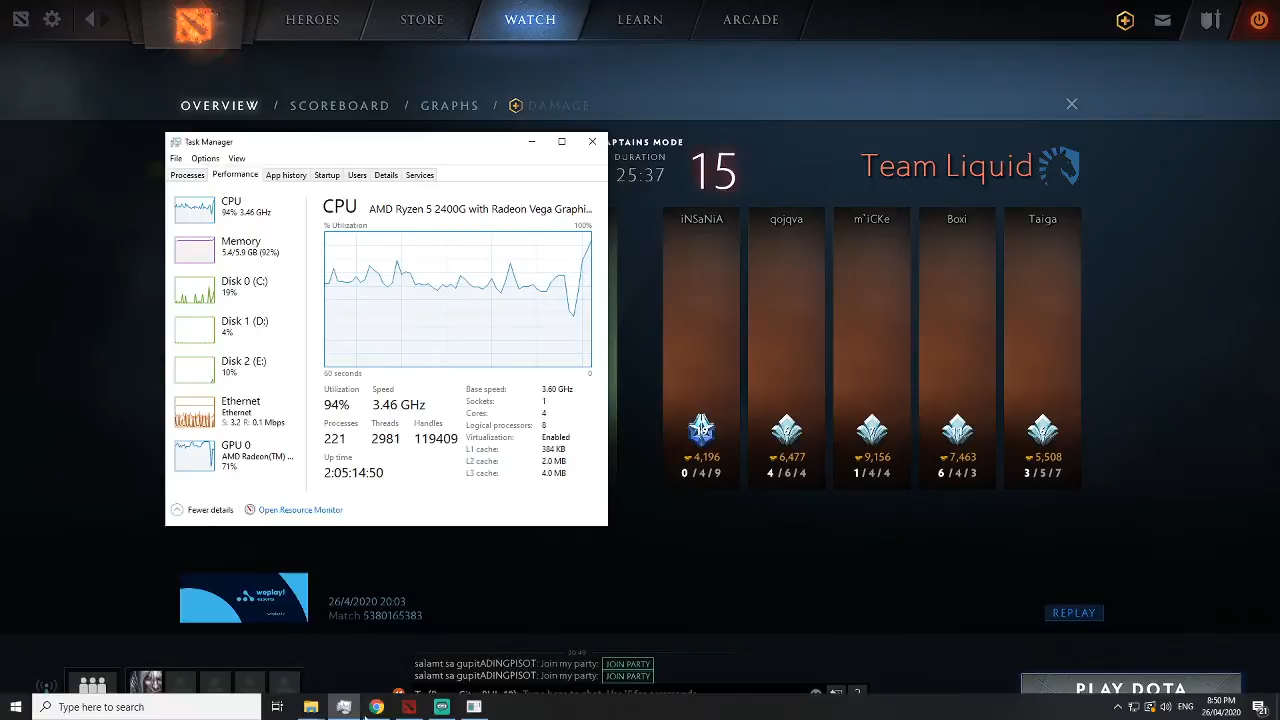 HEROES
STORE
WATCH
LEARN
ARCADE
OVERVIEW / SCOREBOARD / GRAPHS / DAMAGE
Task Manager
File Options View
Processes Performance App history Startup Users Details Services
CPU
94% 3.46 GHz
Memory
5.4/5.9 GB (92%)
Disk 0 (C:)
19%
Disk 1 (D:)
4%
Disk 2 (E:)
10%
Ethernet
Ethernet
S: 3.2 R: 0.1 Mbps
GPU 0
AMD Radeon(TM) ...
71%
CPU AMD Ryzen 5 2400G with Radeon Vega Graphi...
% Utilization 100%
60 seconds 0
Utilization Speed
94% 3.46 GHz
Processes Threads Handles
221 2981 119409
Up time
2:05:14:50
Base speed: 3.60 GHz
Sockets: 1
Cores: 4
Logical processors: 8
Virtualization: Enabled
L1 cache: 384 KB
L2 cache: 2.0 MB
L3 cache: 4.0 MB
Fewer details Open Resource Monitor
APTAINS MODE
DURATION
25:37
15
Team Liquid
iNSaNiA qojqva m`iCKe Boxi Taiga
4,196 6,477 9,156 7,463 5,508
0/4/9 4/6/4 1/4/4 6/4/3 3/5/7
weplay!
26/4/2020 20:03
Match 5380165383
REPLAY
20:49
salamt sa gupitADINGPISOT: Join my party: JOIN PARTY
salamt sa gupitADINGPISOT: Join my party: JOIN PARTY
PLAY DOTA
Type here to search
ENG
8:50 PM
26/04/2020